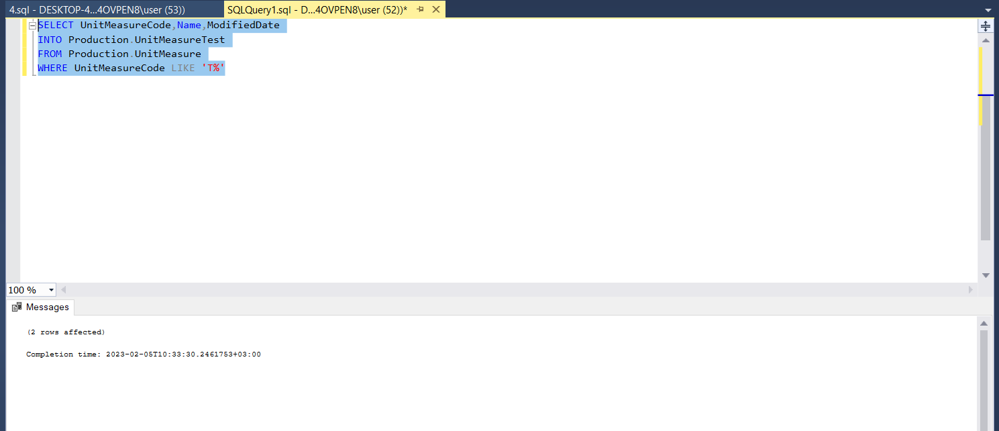 4.sql - DESKTOP-4...4OVPEN8\user (53))
SQLQuery1.sql - D...4OVPEN8\user (52))*
SELECT UnitMeasureCode,Name,ModifiedDate
INTO Production.UnitMeasureTest
FROM Production.UnitMeasure
WHERE UnitMeasureCode LIKE 'T%'
100 %
Messages
(2 rows affected)
Completion time: 2023-02-05T10:33:30.2461753+03:00